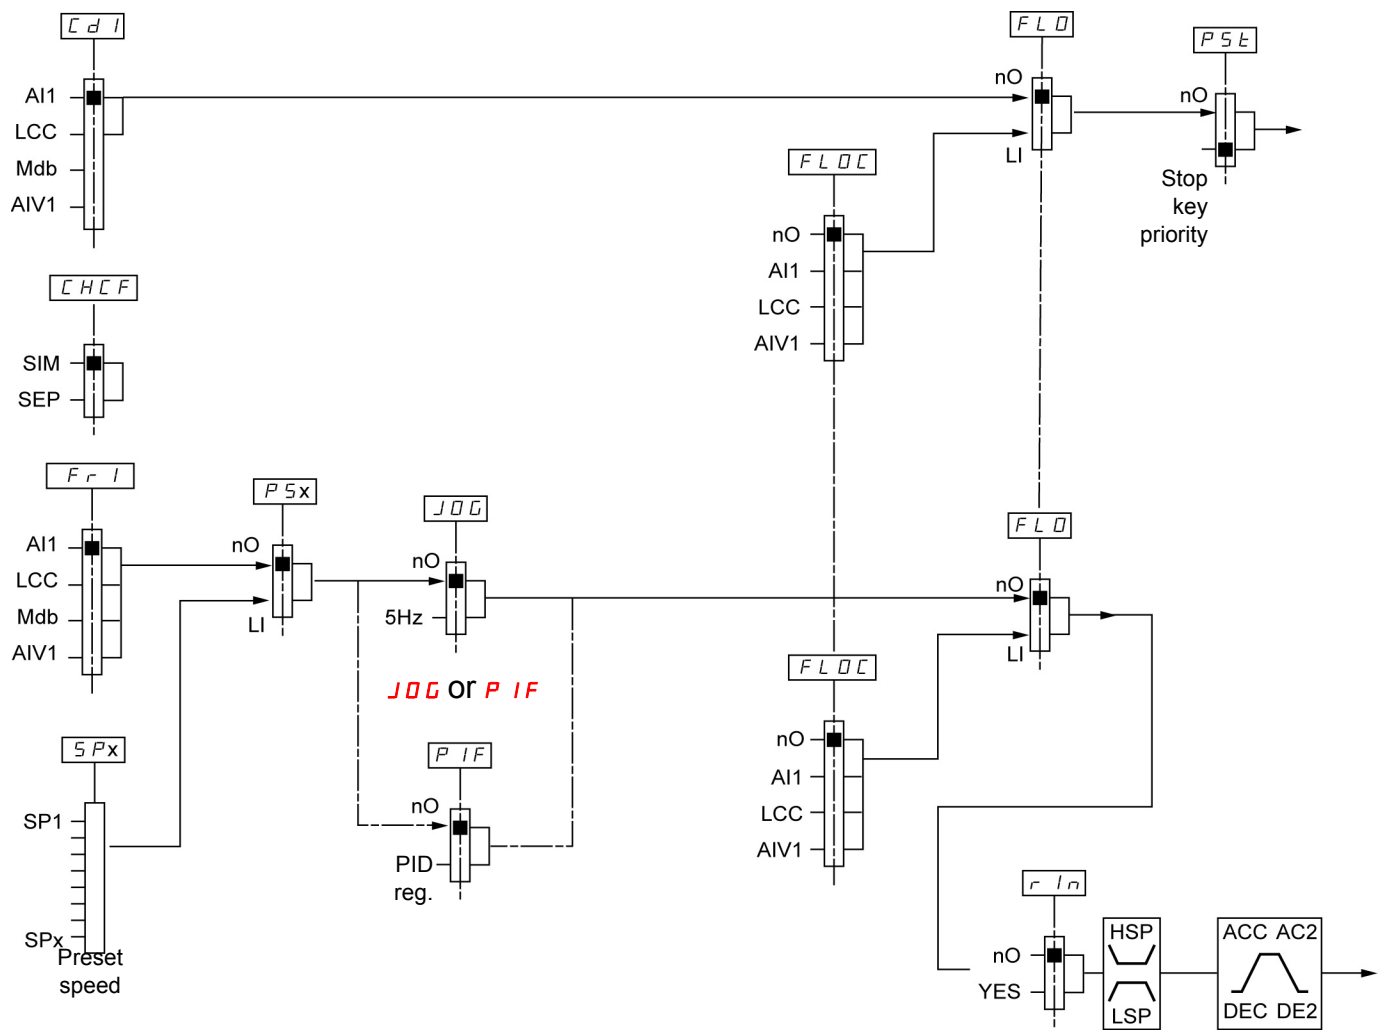 Cd1
AI1
LCC
Mdb
AIV1
FLO
nO
LI
PSt
nO
Stop
key
priority
FLOC
nO
AI1
LCC
AIV1
CHCF
SIM
SEP
Fr1
AI1
LCC
Mdb
AIV1
PSx
nO
LI
JOG
nO
5Hz
JOG or PIF
FLO
nO
LI
SPx
SP1
SPx
Preset
speed
PIF
nO
PID
reg.
FLOC
nO
AI1
LCC
AIV1
rIn
nO
YES
HSP
LSP
ACC AC2
DEC DE2